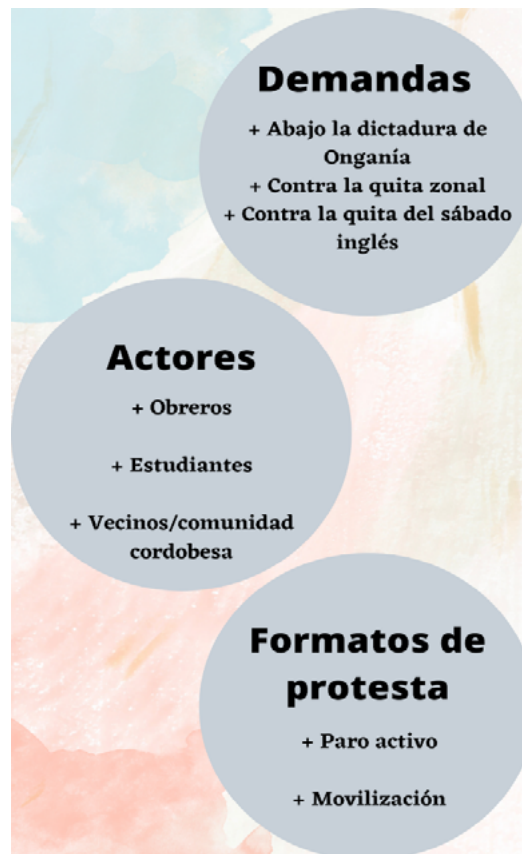 Demandas
+ Abajo la dictadura de
Onganía
+ Contra la quita zonal
+ Contra la quita del sábado
inglés
Actores
+ Obreros
+ Estudiantes
+ Vecinos/comunidad
cordobesa
Formatos de
protesta
+ Paro activo
+ Movilización